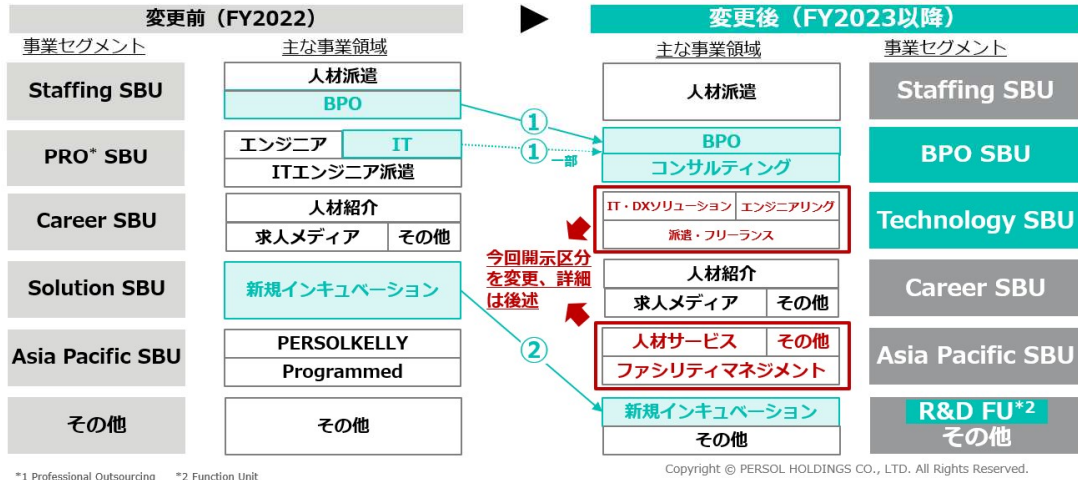 変更前（FY2022）
▶
変更後（FY2023以降）
事業セグメント
主な事業領域
主な事業領域
事業セグメント
Staffing SBU
人材派遣
BPO
人材派遣
Staffing SBU
①
PRO* SBU
エンジニア
IT
ITエンジニア派遣
①
一部
BPO
コンサルティング
BPO SBU
Career SBU
人材紹介
求人メディア
その他
IT・DXソリューション
エンジニアリング
派遣・フリーランス
Technology SBU
今回開示区分
を変更、詳細
は後述
Solution SBU
新規インキュベーション
人材紹介
求人メディア
その他
Career SBU
Asia Pacific SBU
PERSOLKELLY
Programmed
②
人材サービス
その他
ファシリティマネジメント
Asia Pacific SBU
その他
その他
新規インキュベーション
その他
R&D FU*2
その他
*1 Professional Outsourcing
*2 Function Unit
Copyright © PERSOL HOLDINGS CO., LTD. All Rights Reserved.